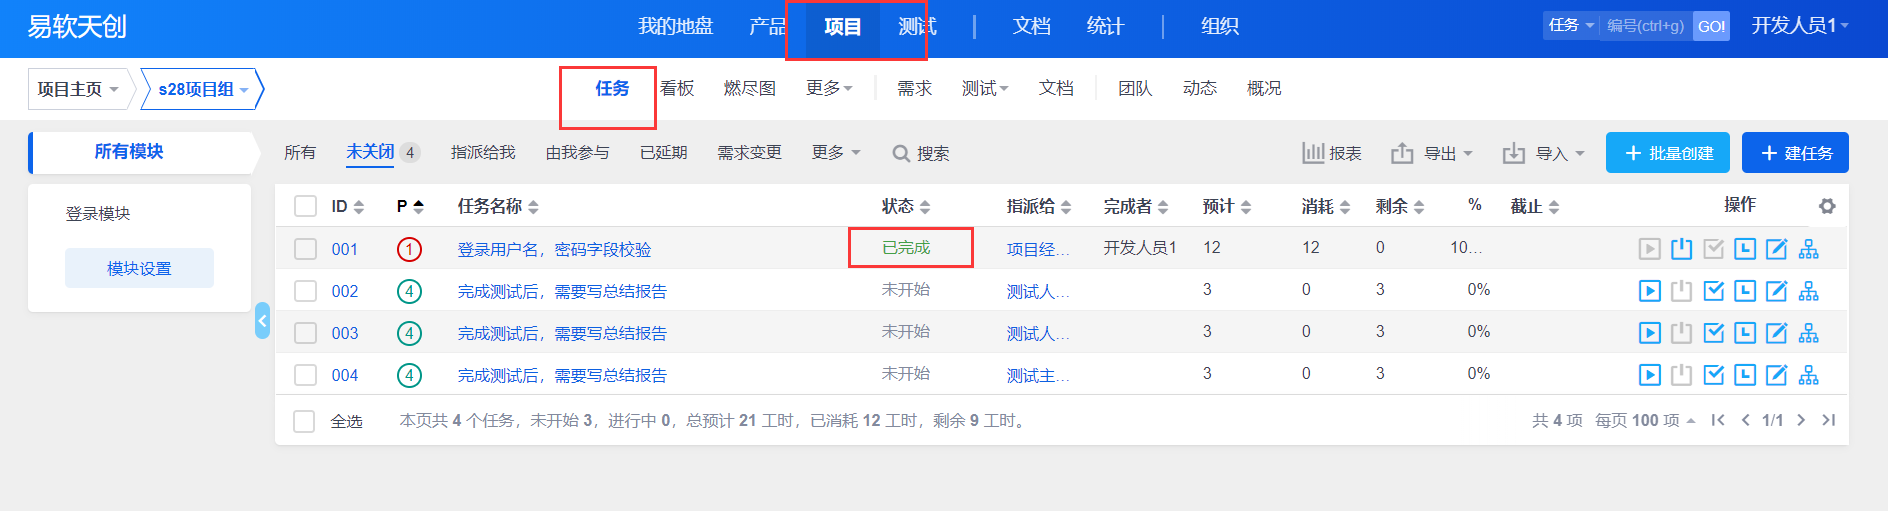 易软天创 我的地盘 产品 项目 测试 文档 统计 组织 任务 编号(ctrl+g) GO! 开发人员1
项目主页 s28项目组 任务 看板 燃尽图 更多 需求 测试 文档 团队 动态 概况
所有模块 所有 未关闭 4 指派给我 由我参与 已延期 需求变更 更多 搜索 报表 导出 导入 + 批量创建 + 建任务
登录模块
模块设置
ID P 任务名称 状态 指派给 完成者 预计 消耗 剩余 % 截止 操作
001 1 登录用户名，密码字段校验 已完成 项目经... 开发人员1 12 12 0 10...
002 4 完成测试后，需要写总结报告 未开始 测试人... 3 0 3 0%
003 4 完成测试后，需要写总结报告 未开始 测试人... 3 0 3 0%
004 4 完成测试后，需要写总结报告 未开始 测试主... 3 0 3 0%
全选 本页共 4 个任务，未开始 3，进行中 0，总预计 21 工时，已消耗 12 工时，剩余 9 工时。 共 4 项 每页 100 项 1/1